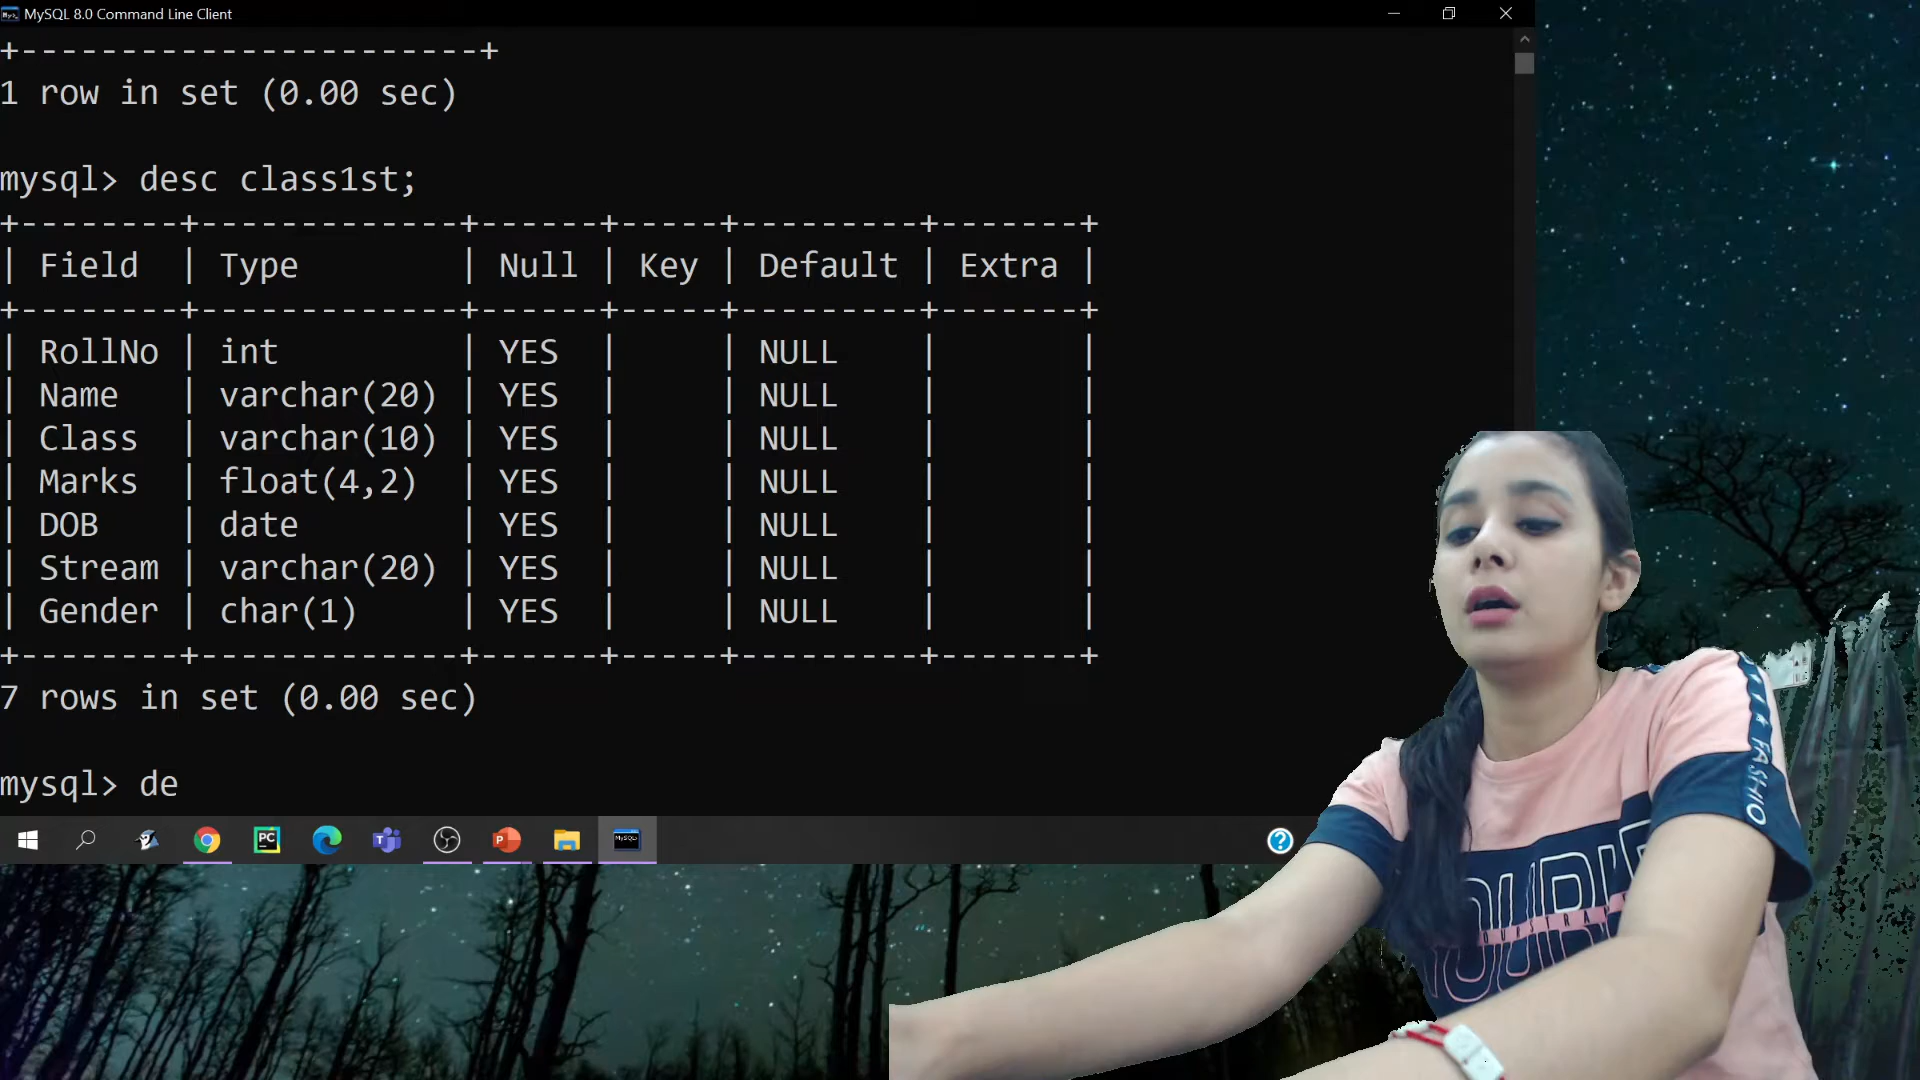 MySQL 8.0 Command Line Client
+-----------------------+
1 row in set (0.00 sec)
mysql> desc class1st;
+--------+-------------+------+-----+---------+-------+
| Field | Type | Null | Key | Default | Extra |
+--------+-------------+------+-----+---------+-------+
| RollNo | int | YES | | NULL | |
| Name | varchar(20) | YES | | NULL | |
| Class | varchar(10) | YES | | NULL | |
| Marks | float(4,2) | YES | | NULL | |
| DOB | date | YES | | NULL | |
| Stream | varchar(20) | YES | | NULL | |
| Gender | char(1) | YES | | NULL | |
+--------+-------------+------+-----+---------+-------+
7 rows in set (0.00 sec)
mysql> de
PC
T
P
MySQL
?
FASHIO